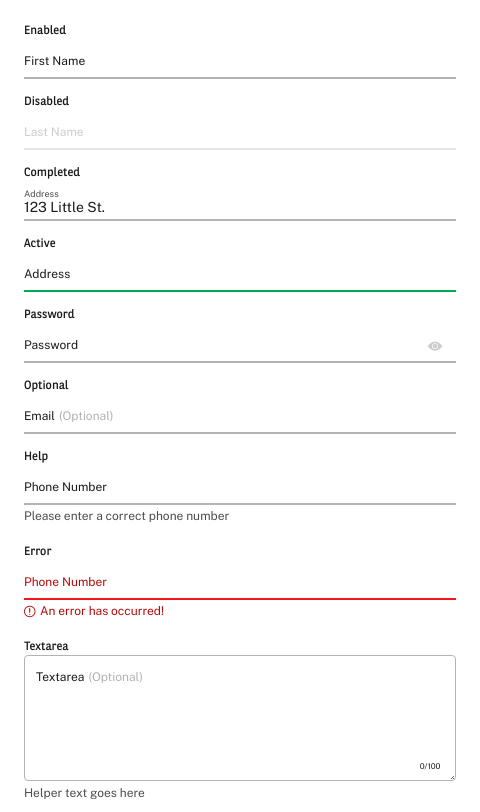 Enabled
First Name
Disabled
Last Name
Completed
Address
123 Little St.
Active
Address
Password
Password
Optional
Email (Optional)
Help
Phone Number
Please enter a correct phone number
Error
Phone Number
An error has occurred!
Textarea
Textarea (Optional)
0/100
Helper text goes here